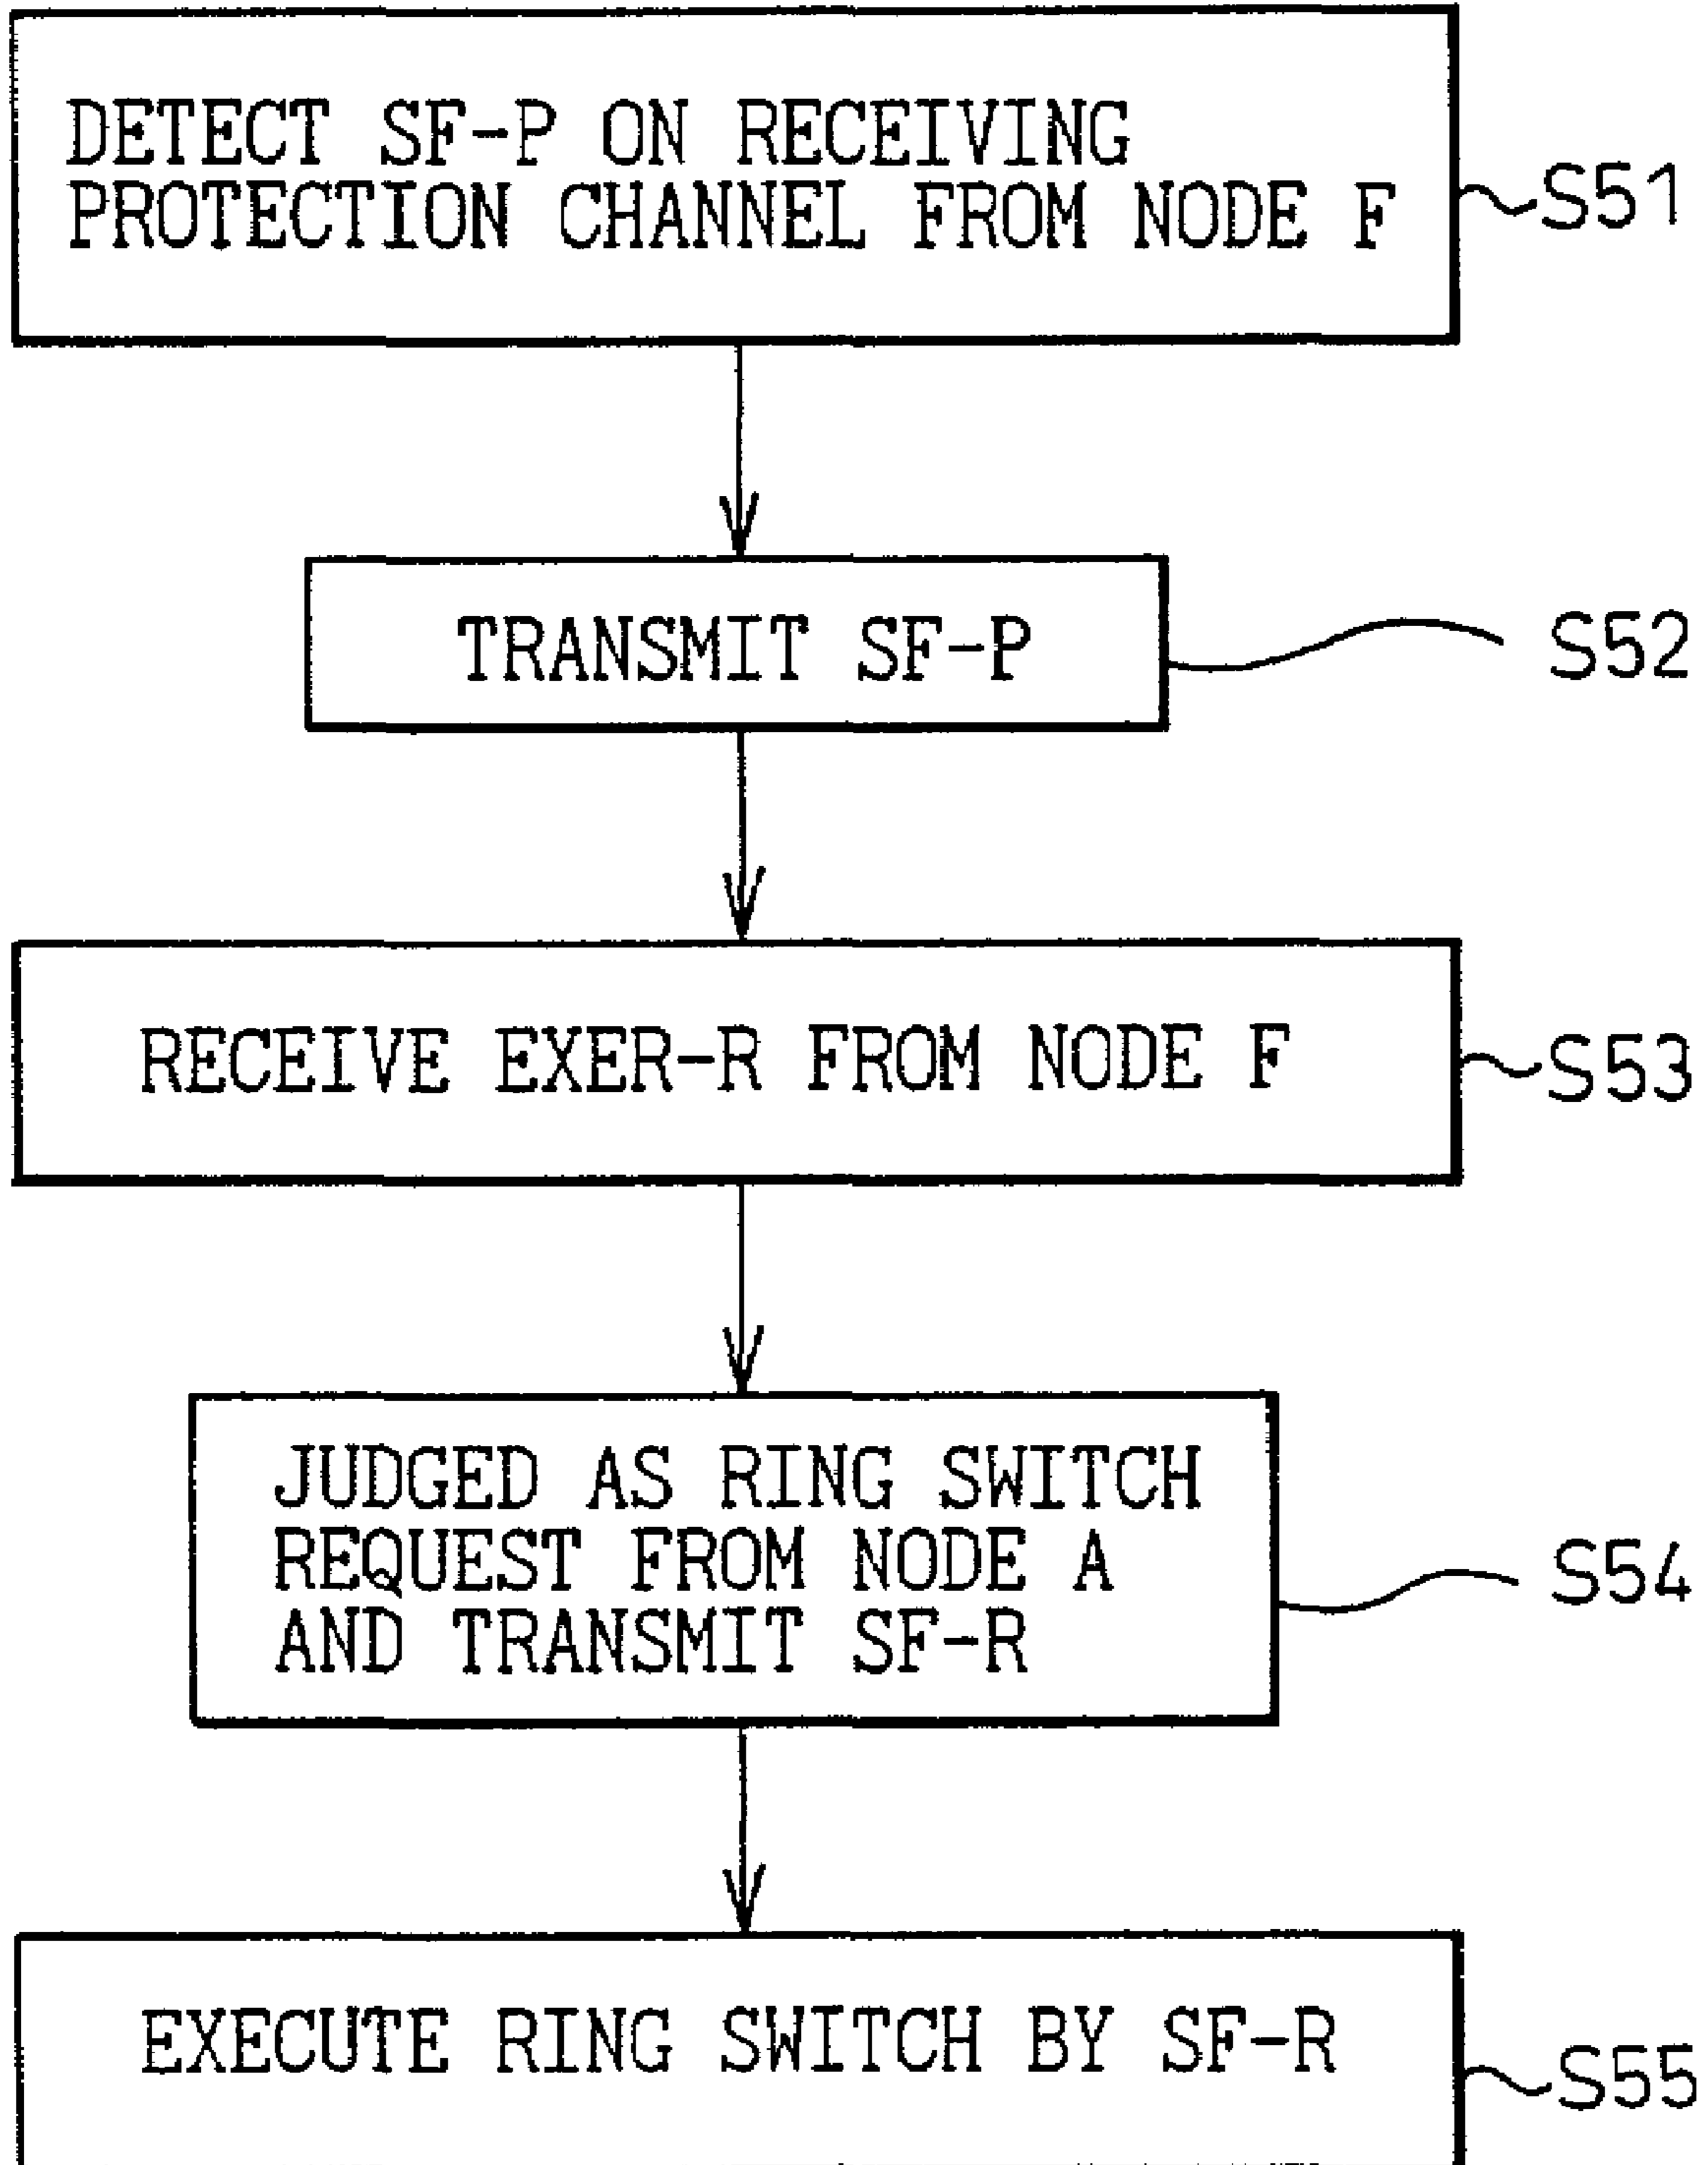 DETECT SF-P ON RECEIVING
PROTECTION CHANNEL FROM NODE F
S51
TRANSMIT SF-P
S52
RECEIVE EXER-R FROM NODE F
S53
JUDGED AS RING SWITCH
REQUEST FROM NODE A
AND TRANSMIT SF-R
S54
EXECUTE RING SWITCH BY SF-R
S55